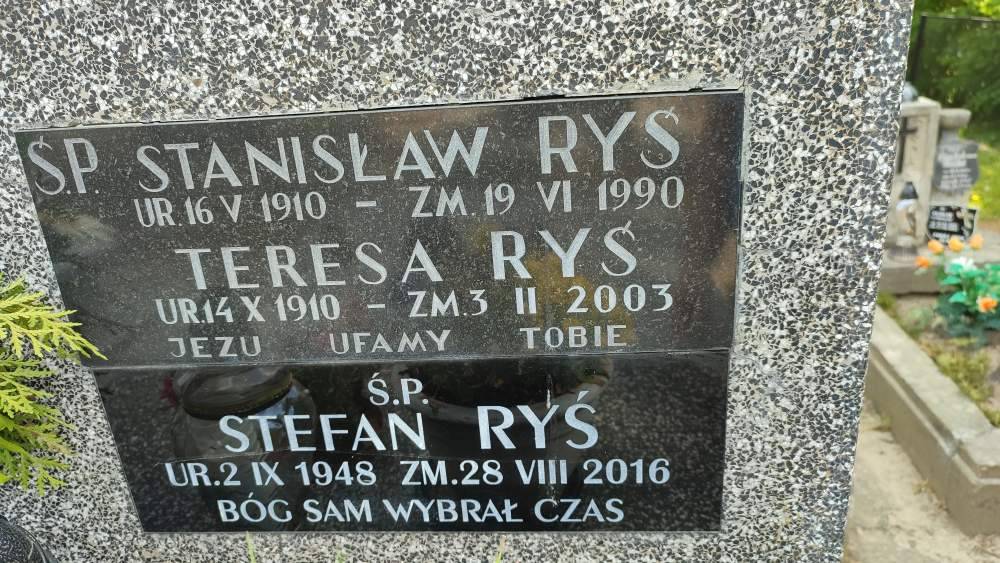 Ś.P. STANISŁAW RYŚ
UR.16 V 1910 - ZM.19 VI 1990
TERESA RYŚ
UR.14 X 1910 - ZM.3 II 2003
JEZU UFAMY TOBIE
Ś.P.
STEFAN RYŚ
UR.2 IX 1948 ZM.28 VIII 2016
BÓG SAM WYBRAŁ CZAS